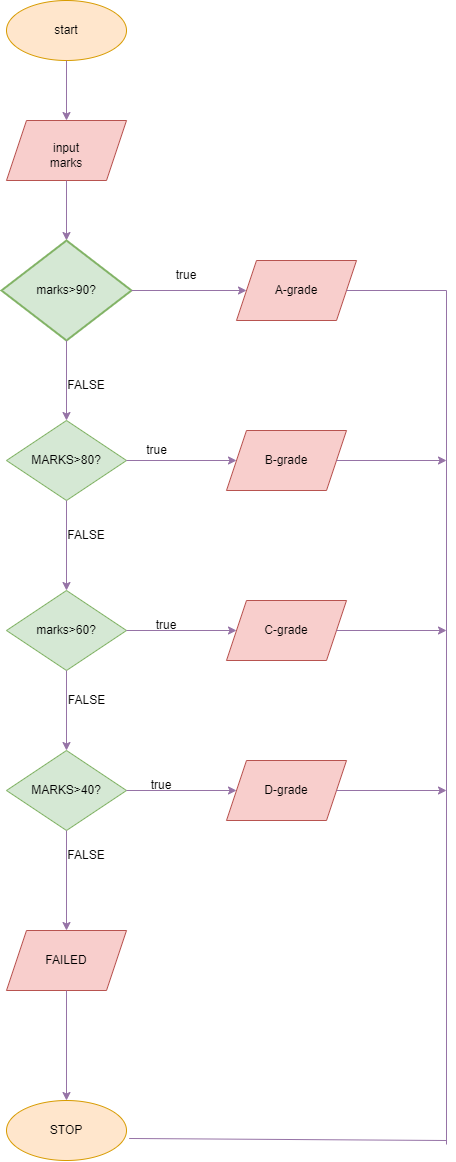 start
input
marks
marks>90?
true
A-grade
FALSE
MARKS>80?
true
B-grade
FALSE
marks>60?
true
C-grade
FALSE
MARKS>40?
true
D-grade
FALSE
FAILED
STOP